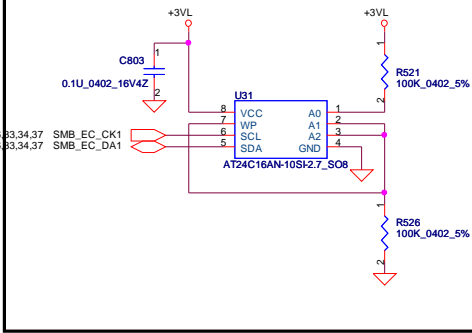 +3VL
+3VL
C803
1
0.1U_0402_16V4Z
2
1
R521
100K_0402_5%
2
U31
8 VCC A0 1
7 WP A1 2
6 SCL A2 3
5 SDA GND 4
33,34,37 SMB_EC_CK1
33,34,37 SMB_EC_DA1
AT24C16AN-10SI-2.7_SO8
1
R526
100K_0402_5%
2